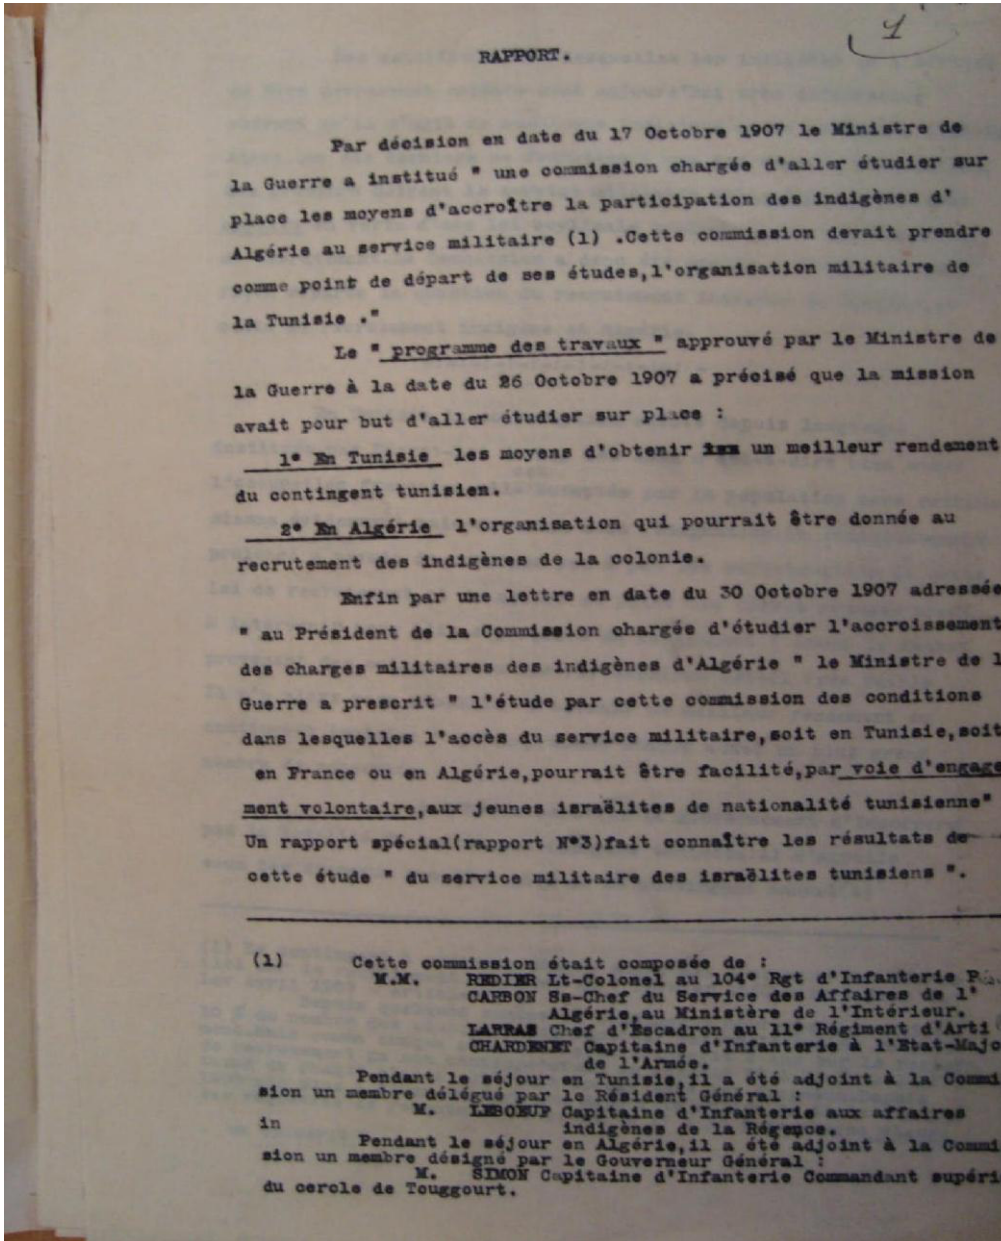 1
RAPPORT.
Par décision en date du 17 Octobre 1907 le Ministre de
la Guerre a institué " une commission chargée d'aller étudier sur
place les moyens d'accroître la participation des indigènes d'
Algérie au service militaire (1) .Cette commission devait prendre
comme point de départ de ses études,l'organisation militaire de
la Tunisie ."
Le " programme des travaux " approuvé par le Ministre de
la Guerre à la date du 26 Octobre 1907 a précisé que la mission
avait pour but d'aller étudier sur place :
1° En Tunisie les moyens d'obtenir un meilleur rendement
du contingent tunisien.
2° En Algérie l'organisation qui pourrait être donnée au
recrutement des indigènes de la colonie.
Enfin par une lettre en date du 30 Octobre 1907 adressée
" au Président de la Commission chargée d'étudier l'accroissement
des charges militaires des indigènes d'Algérie " le Ministre de l
Guerre a prescrit " l'étude par cette commission des conditions
dans lesquelles l'accès du service militaire,soit en Tunisie,soit
en France ou en Algérie,pourrait être facilité,par voie d'engage
ment volontaire,aux jeunes israëlites de nationalité tunisienne"
Un rapport spécial(rapport N°3)fait connaître les résultats de
cette étude " du service militaire des israëlites tunisiens ".
(1) Cette commission était composée de :
M.M. REDIER Lt-Colonel au 104° Rgt d'Infanterie
CARBON Ss-Chef du Service des Affaires de l'
Algérie,au Ministère de l'Intérieur.
LARRAS Chef d'Escadron au 11° Régiment d'Arti
CHARDENET Capitaine d'Infanterie à l'Etat-Majo
de l'Armée.
Pendant le séjour en Tunisie,il a été adjoint à la Commi
sion un membre délégué par le Résident Général :
M. LEBOEUF Capitaine d'Infanterie aux affaires
in indigènes de la Régence.
Pendant le séjour en Algérie,il a été adjoint à la Commi
sion un membre désigné par le Gouverneur Général :
M. SIMON Capitaine d'Infanterie Commandant supéri
du cercle de Touggourt.